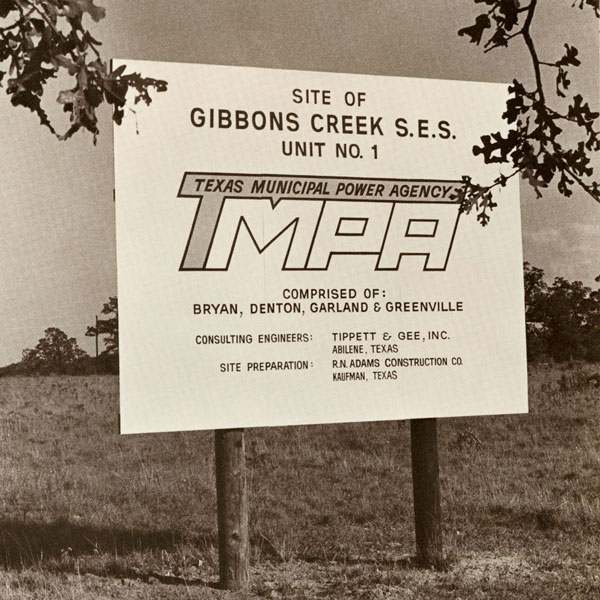 SITE OF
GIBBONS CREEK S.E.S.
UNIT NO. 1
TEXAS MUNICIPAL POWER AGENCY
TMPA
COMPRISED OF:
BRYAN, DENTON, GARLAND & GREENVILLE
CONSULTING ENGINEERS: TIPPETT & GEE, INC.
ABILENE, TEXAS
SITE PREPARATION: R.N. ADAMS CONSTRUCTION CO.
KAUFMAN, TEXAS